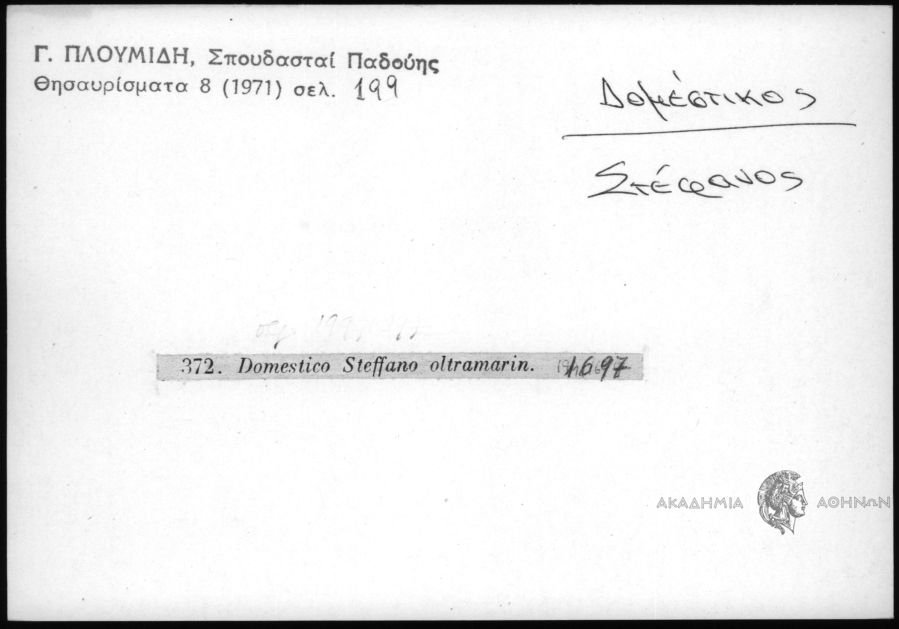 Γ. ΠΛΟΥΜΙΔΗ, Σπουδασταί Παδούης
Θησαυρίσματα 8 (1971) σελ. 199
Δομέστικος
Στέφανος
372. Domestico Steffano oltramarin. 1697
ΑΚΑΔΗΜΙΑ ΑΘΗΝΩΝ